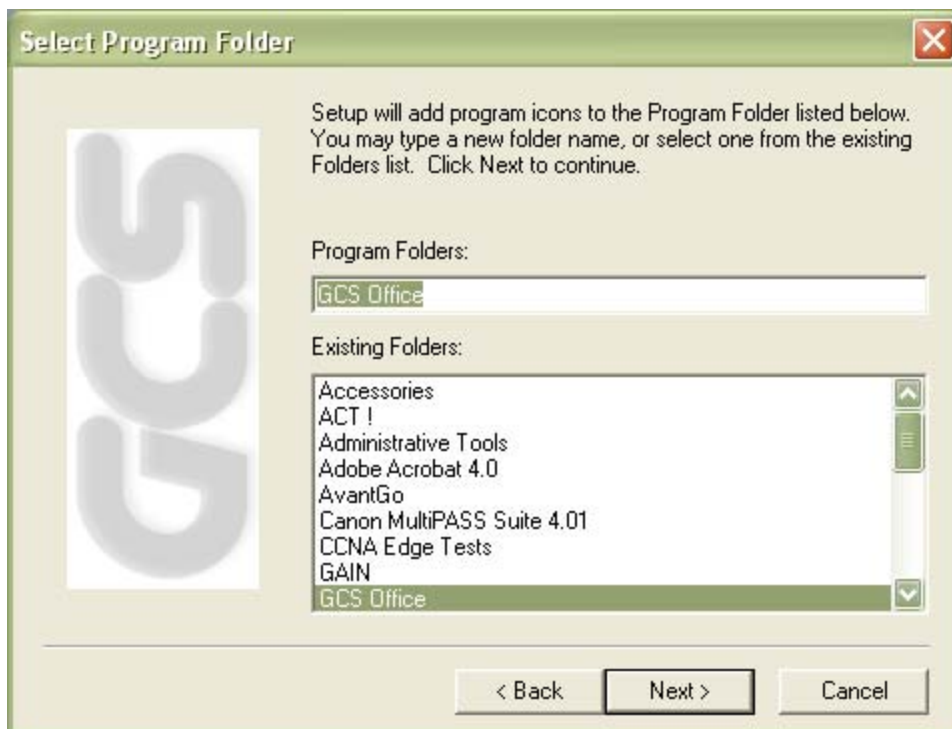 Select Program Folder
Setup will add program icons to the Program Folder listed below.
You may type a new folder name, or select one from the existing
Folders list.  Click Next to continue.
GCS
Program Folders:
GCS Office
Existing Folders:
Accessories
ACT !
Administrative Tools
Adobe Acrobat 4.0
AvantGo
Canon MultiPASS Suite 4.01
CCNA Edge Tests
GAIN
GCS Office
< Back
Next >
Cancel